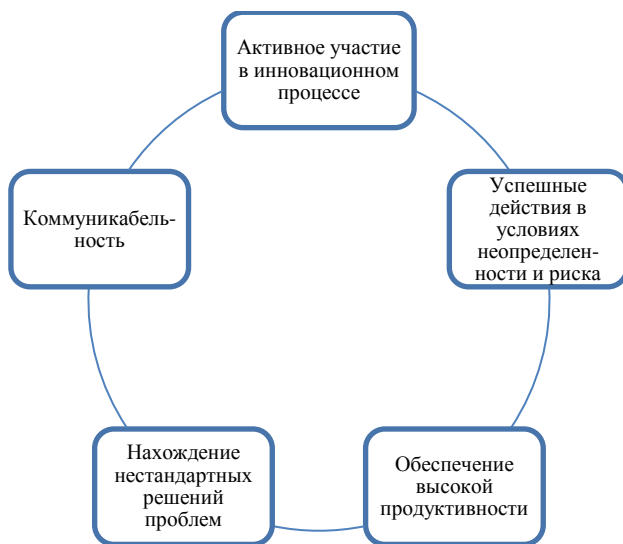 Активное участие
в инновационном
процессе
Успешные
действия в
условиях
неопределен-
ности и риска
Обеспечение
высокой
продуктивности
Нахождение
нестандартных
решений
проблем
Коммуникабель-
ность